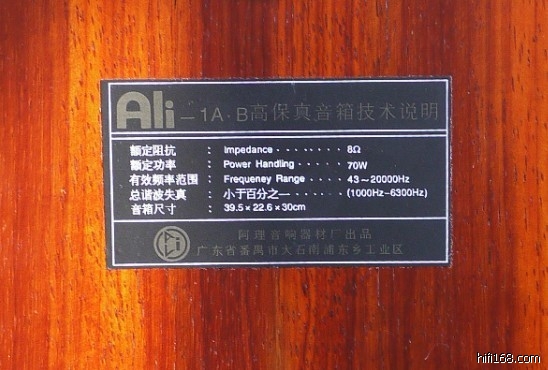 Ali-1A·B高保真音箱技术说明
额定阻抗 : Impedance ········ 8Ω
额定功率 : Power Handling ······· 70W
有效频率范围 : Frequeney Range ···· 43~20000Hz
总谐波失真 : 小于百分之一 ······ (1000Hz-6300Hz)
音箱尺寸 : 39.5×22.6×30cm
阿理音响器材厂出品
广东省番禺市大石南浦东乡工业区
hifi168.com